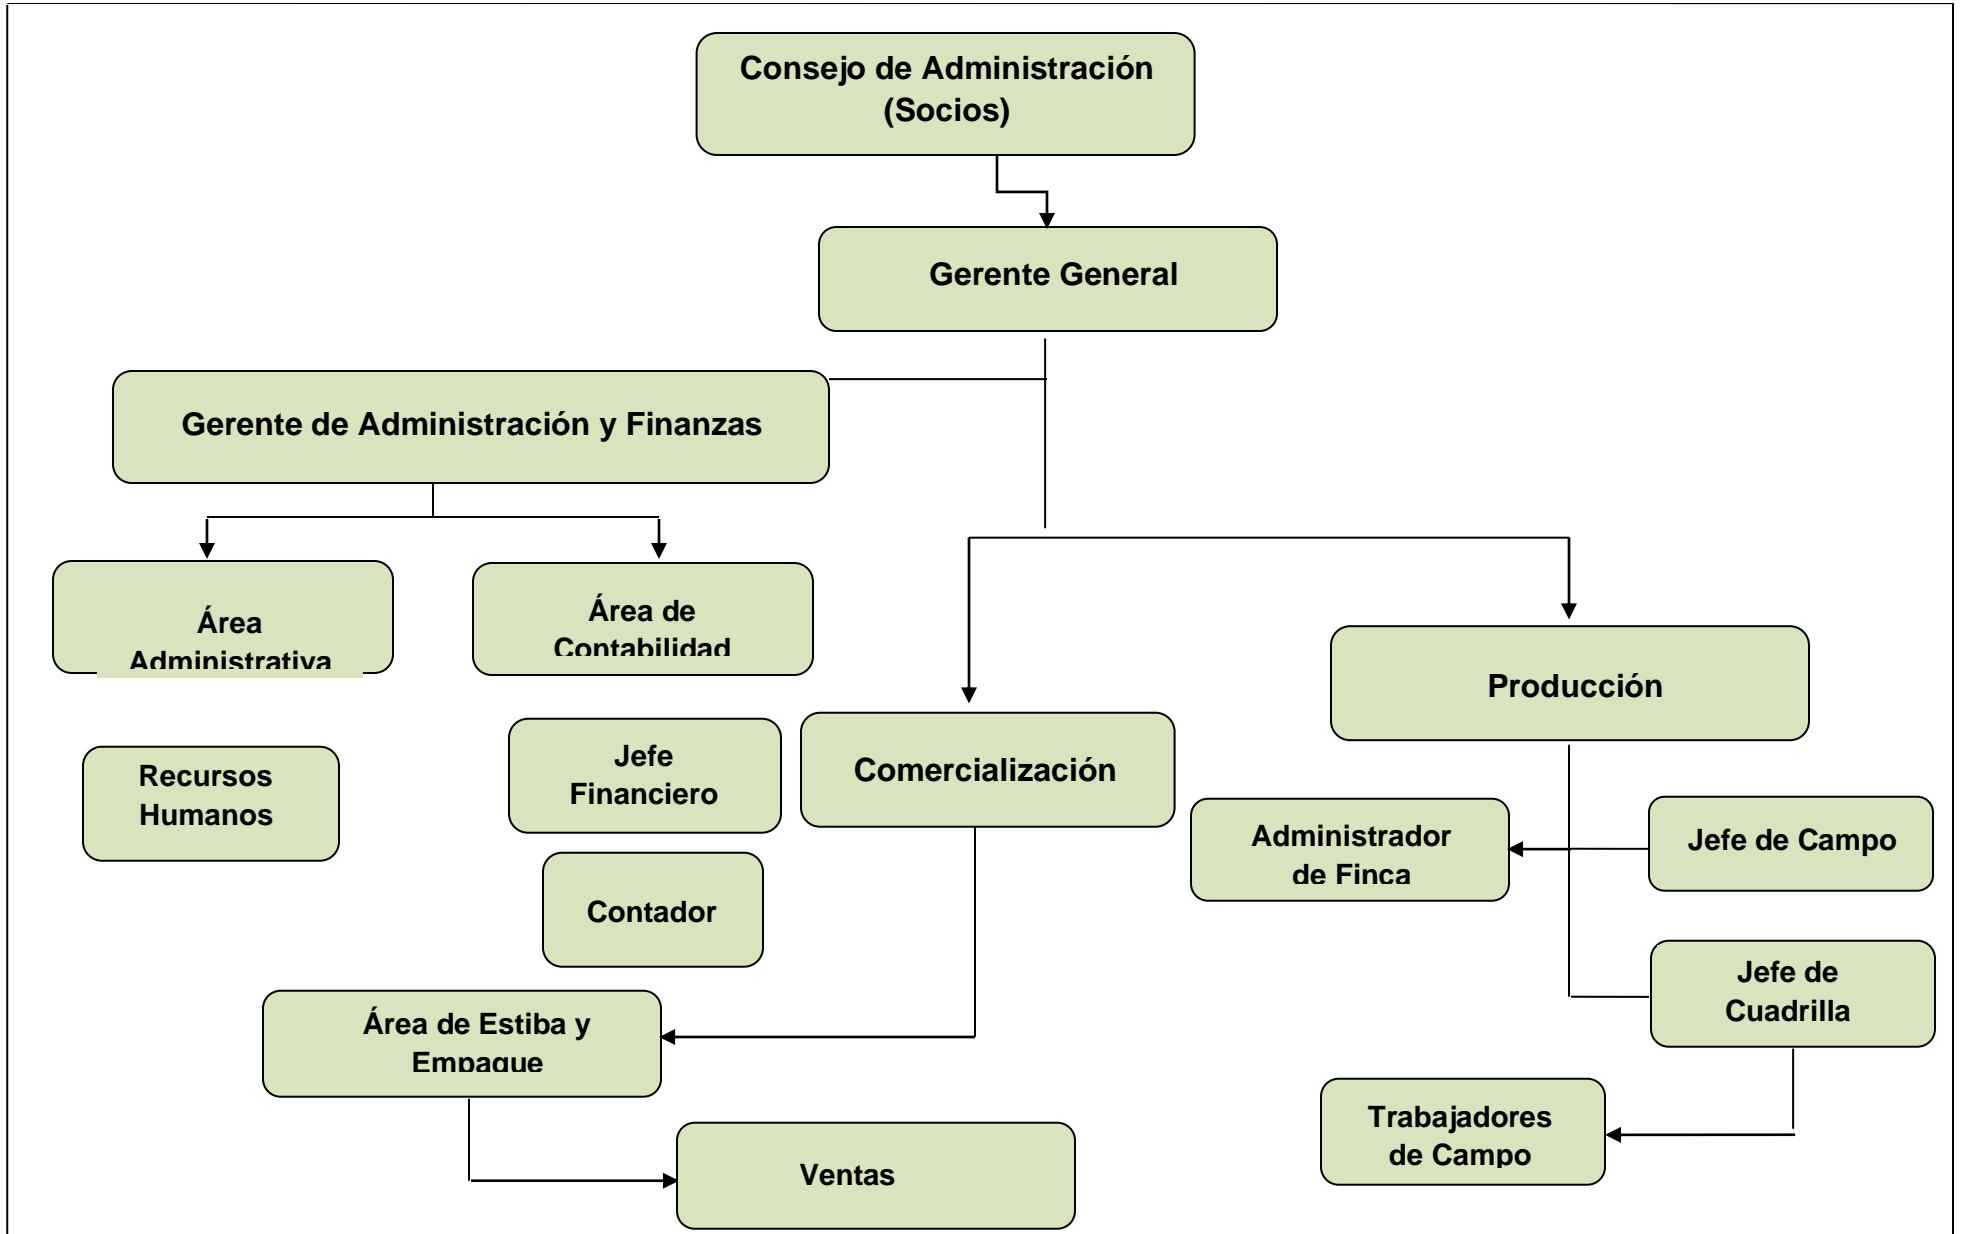 Consejo de Administración
(Socios)
Gerente General
Gerente de Administración y Finanzas
Área
Administrativa
Área de
Contabilidad
Producción
Comercialización
Jefe
Financiero
Recursos
Humanos
Administrador
de Finca
Jefe de Campo
Contador
Jefe de
Cuadrilla
Área de Estiba y
Empaque
Trabajadores
de Campo
Ventas